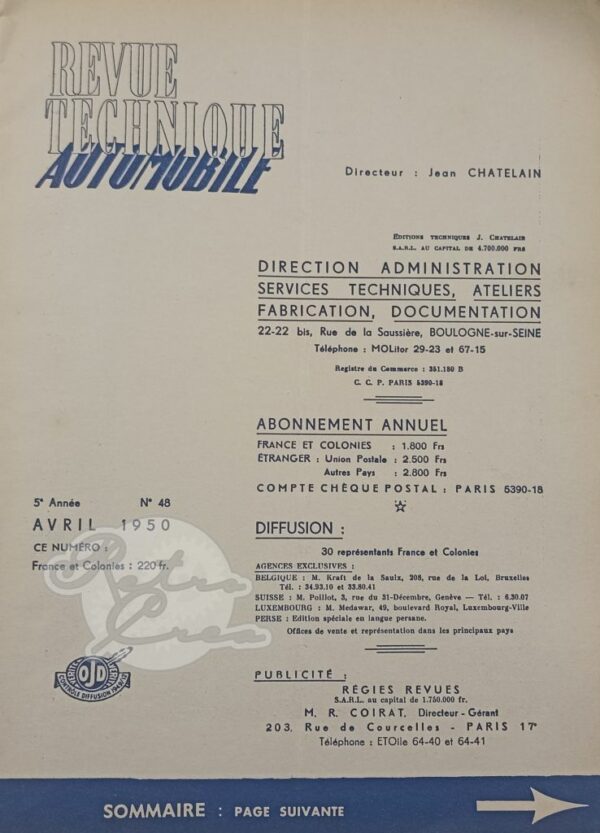 REVUE
TECHNIQUE
AUTOMOBILE
Directeur : Jean CHATELAIN
EDITIONS TECHNIQUES J. CHATELAIN
S.A.R.L. AU CAPITAL DE 4.700.000 FRS
DIRECTION ADMINISTRATION
SERVICES TECHNIQUES, ATELIERS
FABRICATION, DOCUMENTATION
22-22 bis, Rue de la Saussière, BOULOGNE-sur-SEINE
Téléphone : MOLitor 29-23 et 67-15
Registre du Commerce : 351.180 B
C. C. P. PARIS 5390-18
ABONNEMENT ANNUEL
FRANCE ET COLONIES : 1.800 Frs
ÉTRANGER : Union Postale : 2.500 Frs
Autres Pays : 2.800 Frs
COMPTE CHÈQUE POSTAL : PARIS 5390-18
5e Année N° 48
AVRIL 1950
CE NUMÉRO :
France et Colonies : 220 fr.
Retro
Crea
DIFFUSION :
30 représentants France et Colonies
AGENCES EXCLUSIVES :
BELGIQUE : M. Kraft de la Saulx, 208, rue de la Loi, Bruxelles
Tél. : 34.93.10 et 33.80.41
SUISSE : M. Poillot, 3, rue du 31-Décembre, Genève — Tél. : 6.30.07
LUXEMBOURG : M. Medawar, 49, boulevard Royal, Luxembourg-Ville
PERSE : Edition spéciale en langue persane.
Offices de vente et représentation dans les principaux pays
OJD
CONTRÔLE DIFFUSION
PUBLICITÉ :
RÉGIES REVUES
S.A.R.L. au capital de 1.750.000 fr.
M. R. COIRAT, Directeur - Gérant
203, Rue de Courcelles - PARIS 17e
Téléphone : ETOile 64-40 et 64-41
SOMMAIRE : PAGE SUIVANTE